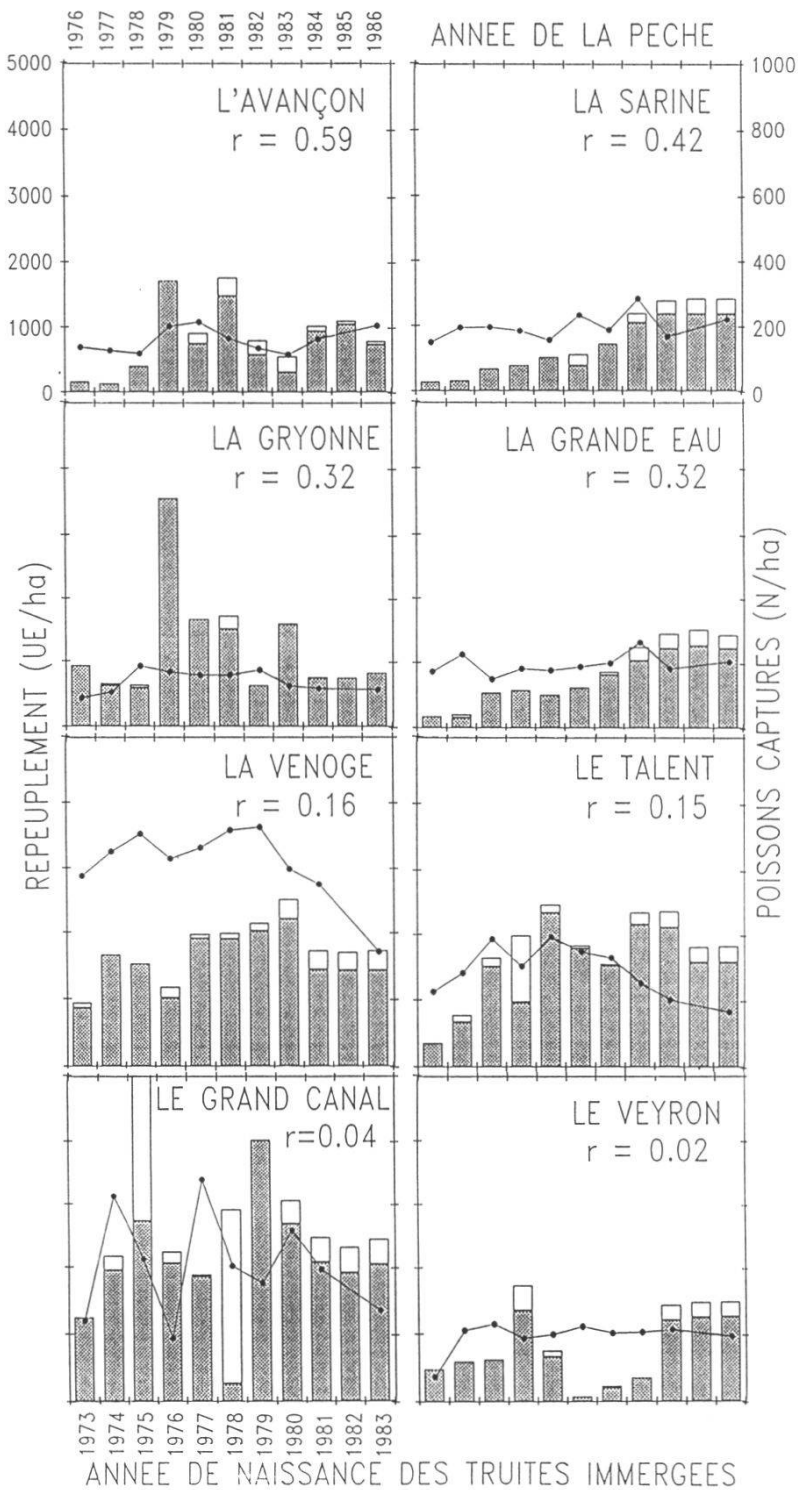 1976 1977 1978 1979 1980 1981 1982 1983 1984 1985 1986
ANNEE DE LA PECHE
5000
4000
3000
2000
1000
0
L'AVANÇON
r = 0.59
LA SARINE
r = 0.42
1000
800
600
400
200
0
LA GRYONNE
r = 0.32
LA GRANDE EAU
r = 0.32
REPEUPLEMENT (UE/ha)
POISSONS CAPTURES (N/ha)
LA VENOGE
r = 0.16
LE TALENT
r = 0.15
LE GRAND CANAL
r=0.04
LE VEYRON
r = 0.02
1973 1974 1975 1976 1977 1978 1979 1980 1981 1982 1983
ANNEE DE NAISSANCE DES TRUITES IMMERGEES